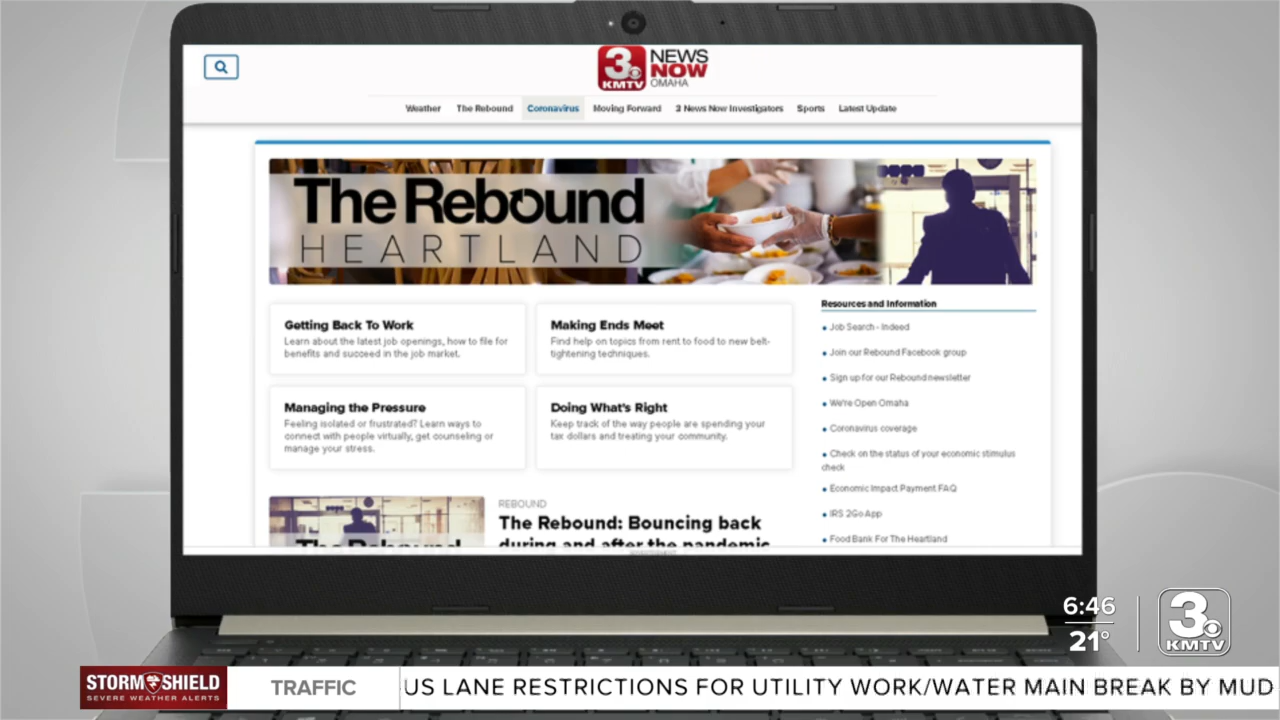 3
KMTV
NEWS
NOW
OMAHA
Weather The Rebound Coronavirus Moving Forward 3 News Now Investigators Sports Latest Update
The Rebound
HEARTLAND
Getting Back To Work
Learn about the latest job openings, how to file for
benefits and succeed in the job market.
Making Ends Meet
Find help on topics from rent to food to new belt-
tightening techniques.
Managing the Pressure
Feeling isolated or frustrated? Learn ways to
connect with people virtually, get counseling or
manage your stress.
Doing What's Right
Keep track of the way people are spending your
tax dollars and treating your community.
Resources and Information
• Job Search - Indeed
• Join our Rebound Facebook group
• Sign up for our Rebound newsletter
• We're Open Omaha
• Coronavirus coverage
• Check on the status of your economic stimulus
check
• Economic Impact Payment FAQ
• IRS 2Go App
• Food Bank For The Heartland
The Rebound
REBOUND
The Rebound: Bouncing back
during and after the pandemic
6:46
21°
3
KMTV
STORM SHIELD
SEVERE WEATHER ALERTS
TRAFFIC
US LANE RESTRICTIONS FOR UTILITY WORK/WATER MAIN BREAK BY MUD